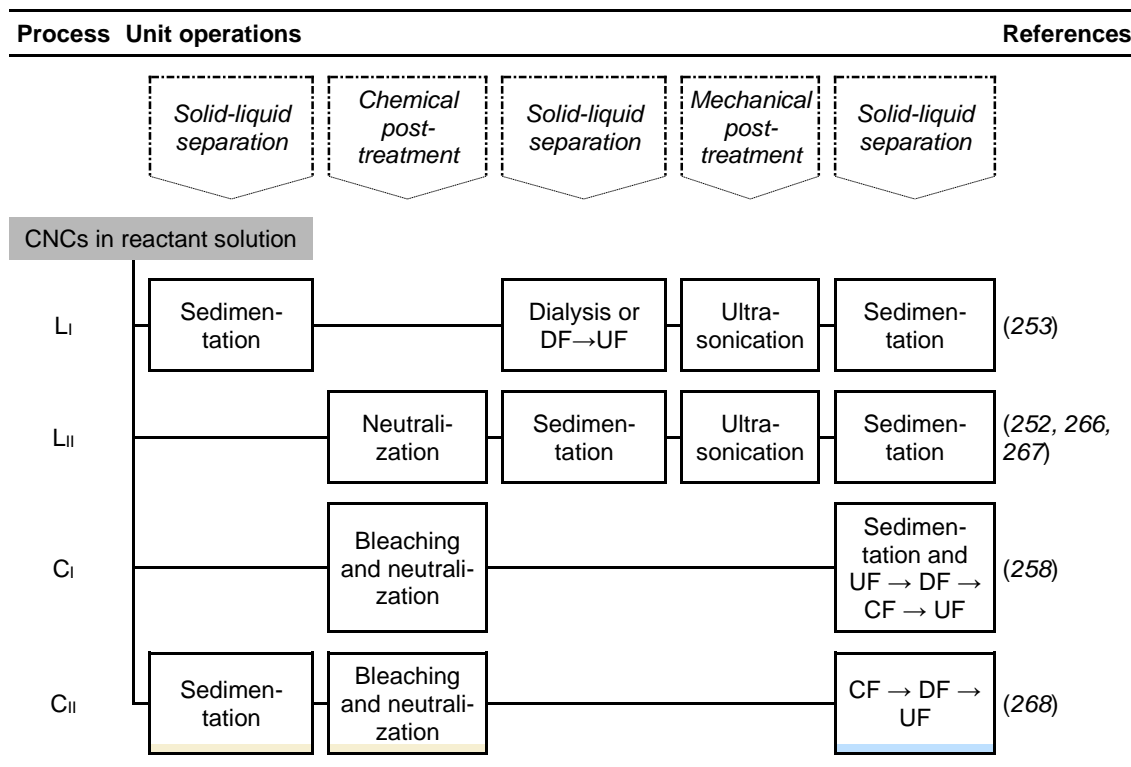 Process Unit operations References
Solid-liquid separation
Chemical post-treatment
Solid-liquid separation
Mechanical post-treatment
Solid-liquid separation
CNCs in reactant solution
LI
Sedimen-
tation
Dialysis or
DF→UF
Ultra-
sonication
Sedimen-
tation
(253)
LII
Neutrali-
zation
Sedimen-
tation
Ultra-
sonication
Sedimen-
tation
(252, 266,
267)
CI
Bleaching
and neutrali-
zation
Sedimen-
tation and
UF → DF →
CF → UF
(258)
CII
Sedimen-
tation
Bleaching
and neutrali-
zation
CF → DF →
UF
(268)